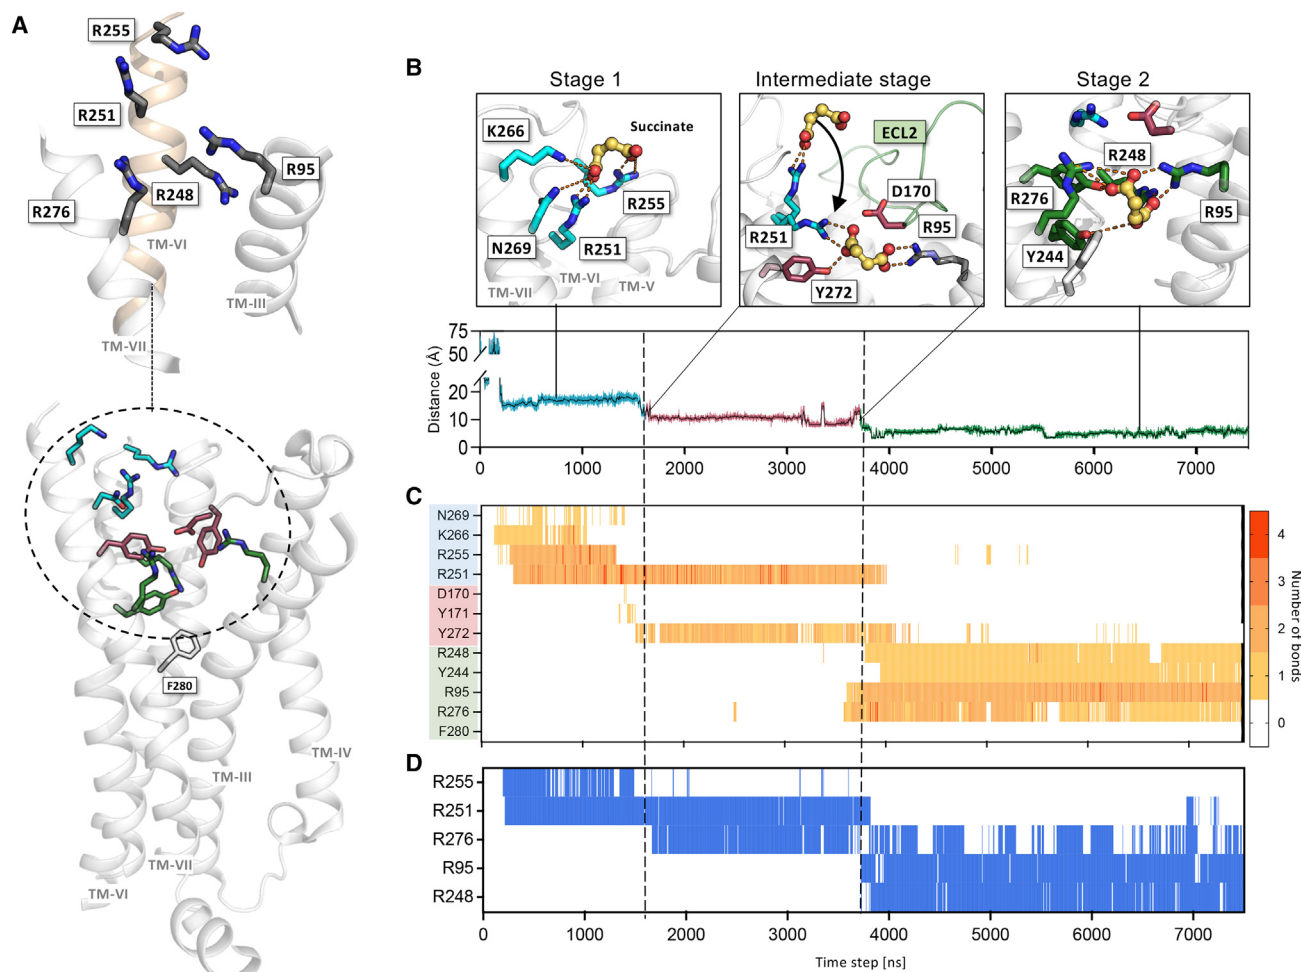 A
R255
R251
R95
R248
R276
TM-VI
TM-III
TM-VII
F280
TM-IV
TM-III
TM-VII
TM-VI
B
Stage 1
Intermediate stage
Stage 2
K266
Succinate
R255
N269
R251
TM-VI
TM-VII
TM-V
ECL2
D170
R251
R95
Y272
R248
R276
R95
Y244
Distance (Å)
75
50
20
10
0
0 1000 2000 3000 4000 5000 6000 7000
C
N269
K266
R255
R251
D170
Y171
Y272
R248
Y244
R95
R276
F280
4
3
2
1
0
Number of bonds
D
R255
R251
R276
R95
R248
0 1000 2000 3000 4000 5000 6000 7000
Time step [ns]